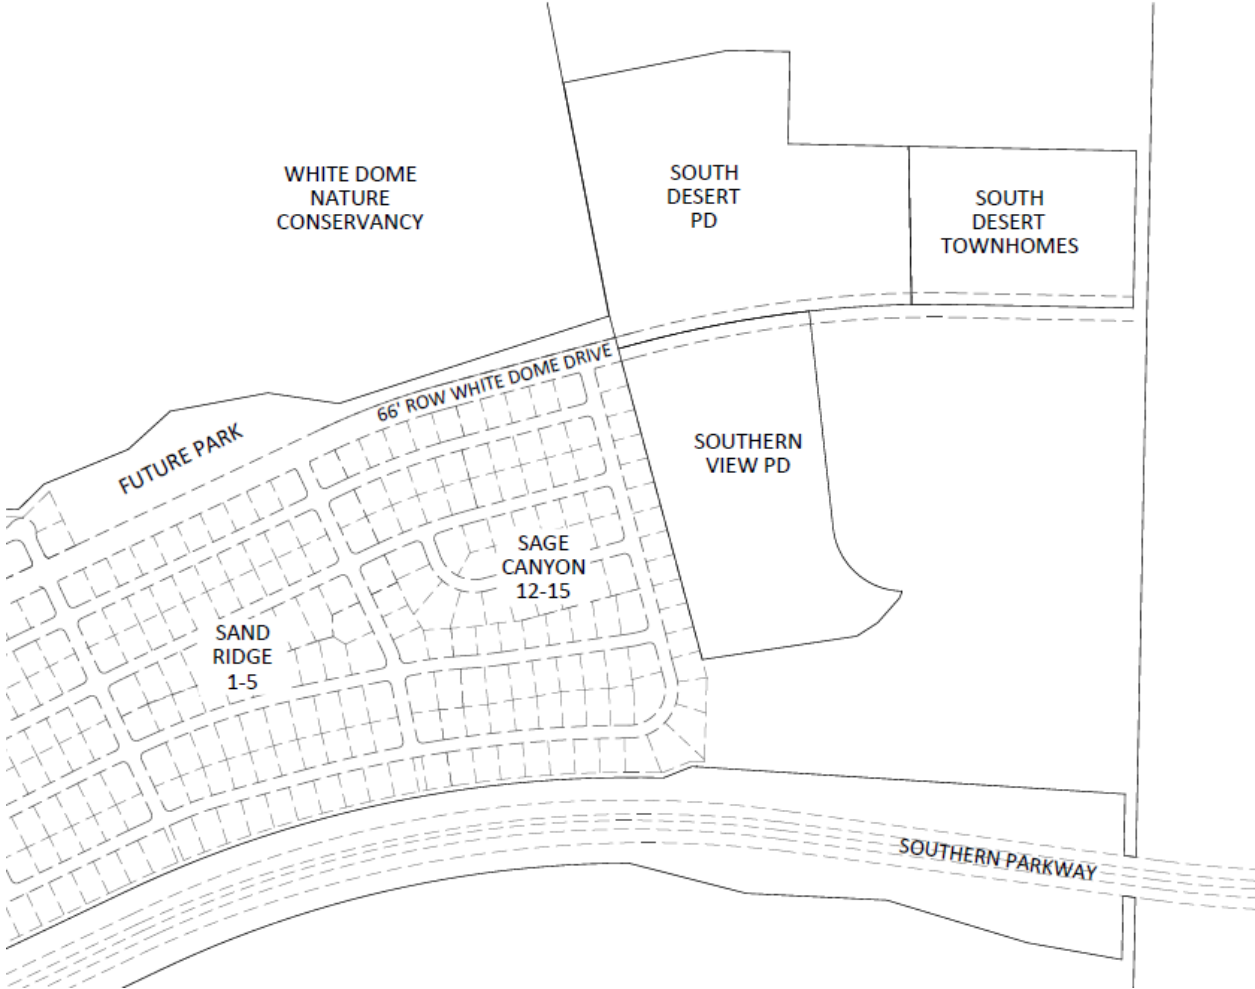 WHITE DOME
NATURE
CONSERVANCY
SOUTH
DESERT
PD
SOUTH
DESERT
TOWNHOMES
66' ROW WHITE DOME DRIVE
FUTURE PARK
SOUTHERN
VIEW PD
SAGE
CANYON
12-15
SAND
RIDGE
1-5
SOUTHERN PARKWAY